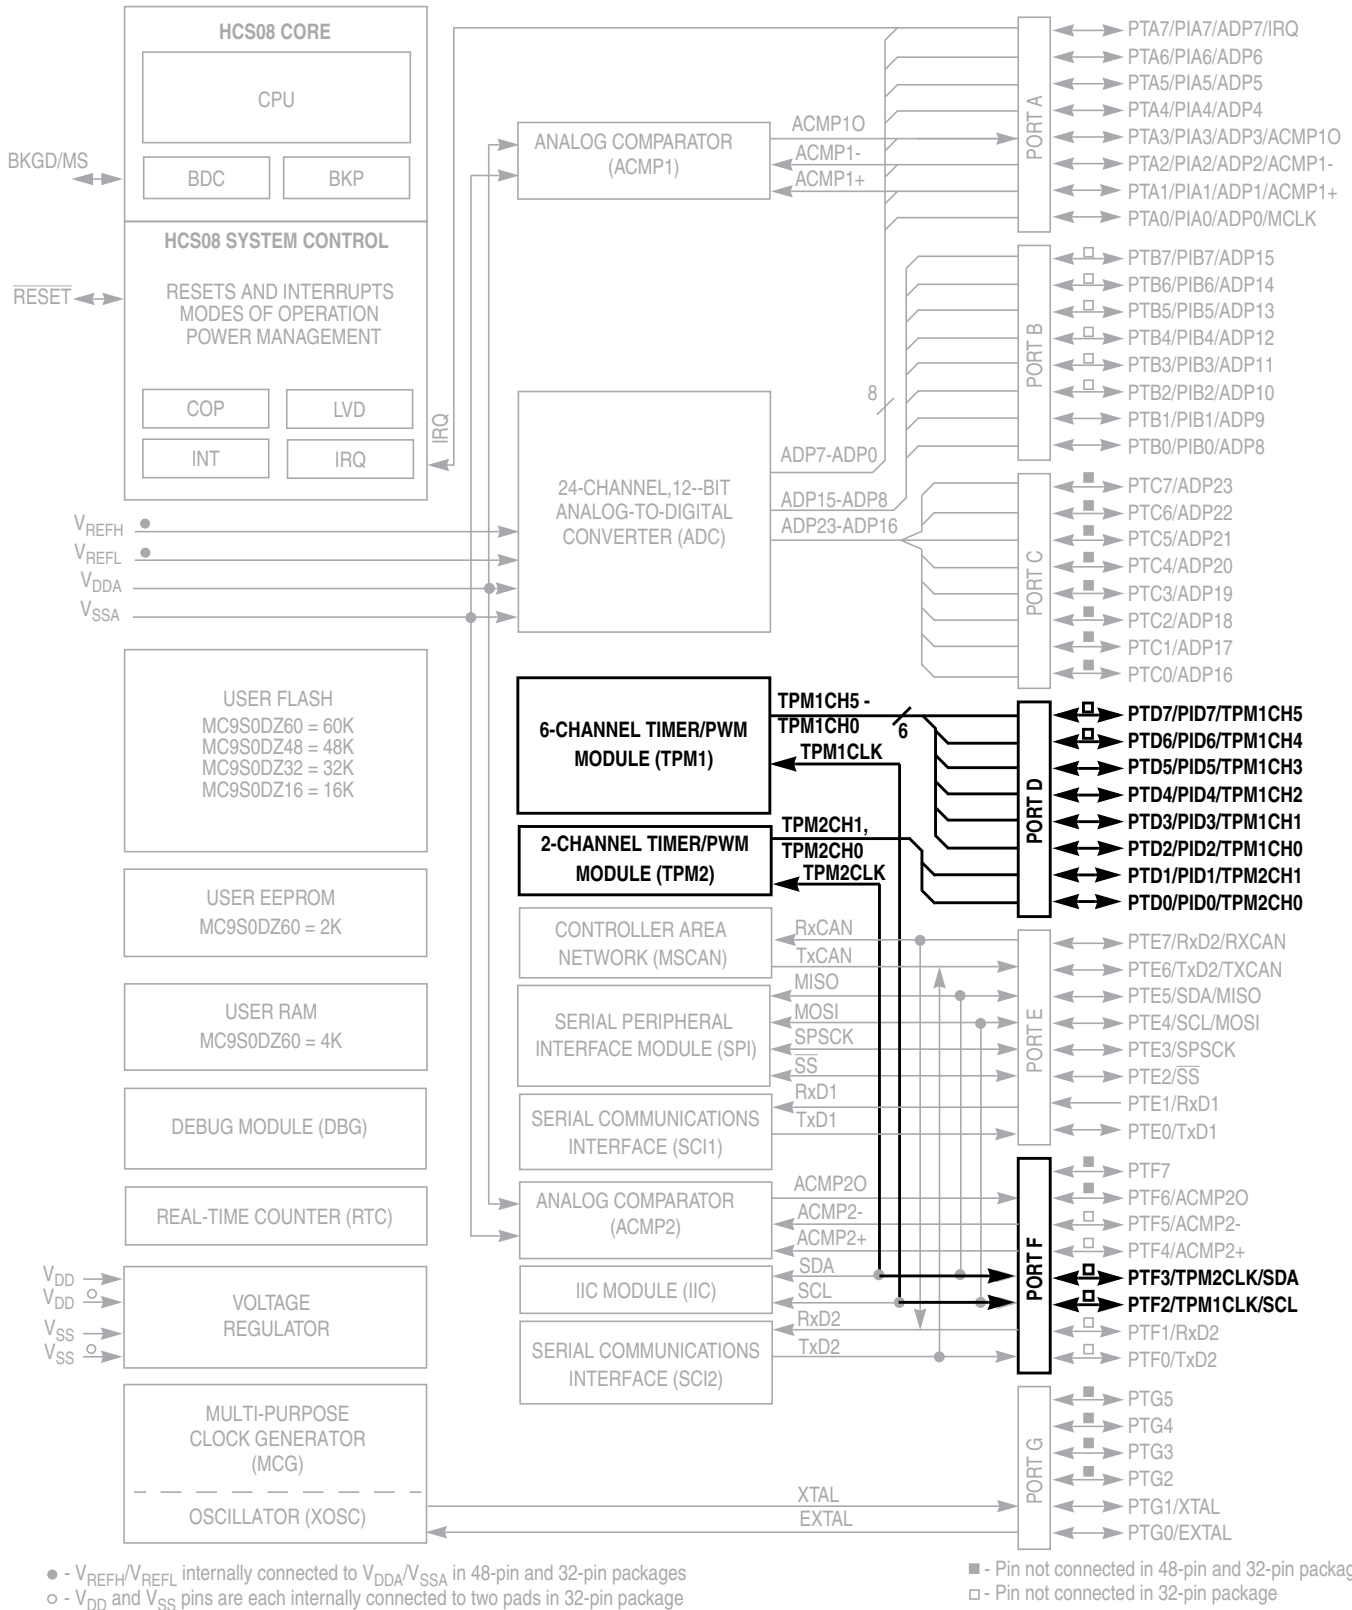 HCS08 CORE
CPU
BDC
BKP
BKGD/MS
HCS08 SYSTEM CONTROL
RESETS AND INTERRUPTS
MODES OF OPERATION
POWER MANAGEMENT
COP
LVD
INT
IRQ
RESET
IRQ
VREFH
VREFL
VDDA
VSSA
USER FLASH
MC9S0DZ60 = 60K
MC9S0DZ48 = 48K
MC9S0DZ32 = 32K
MC9S0DZ16 = 16K
USER EEPROM
MC9S0DZ60 = 2K
USER RAM
MC9S0DZ60 = 4K
DEBUG MODULE (DBG)
REAL-TIME COUNTER (RTC)
VDD
VDD
VSS
VSS
VOLTAGE
REGULATOR
MULTI-PURPOSE
CLOCK GENERATOR
(MCG)
OSCILLATOR (XOSC)
ANALOG COMPARATOR
(ACMP1)
ACMP1O
ACMP1-
ACMP1+
24-CHANNEL,12--BIT
ANALOG-TO-DIGITAL
CONVERTER (ADC)
8
ADP7-ADP0
ADP15-ADP8
ADP23-ADP16
6-CHANNEL TIMER/PWM
MODULE (TPM1)
TPM1CH5 -
TPM1CH0
6
TPM1CLK
2-CHANNEL TIMER/PWM
MODULE (TPM2)
TPM2CH1,
TPM2CH0
TPM2CLK
CONTROLLER AREA
NETWORK (MSCAN)
RxCAN
TxCAN
SERIAL PERIPHERAL
INTERFACE MODULE (SPI)
MISO
MOSI
SPSCK
SS
SERIAL COMMUNICATIONS
INTERFACE (SCI1)
RxD1
TxD1
ANALOG COMPARATOR
(ACMP2)
ACMP2O
ACMP2-
ACMP2+
IIC MODULE (IIC)
SDA
SCL
SERIAL COMMUNICATIONS
INTERFACE (SCI2)
RxD2
TxD2
XTAL
EXTAL
PORT A
PTA7/PIA7/ADP7/IRQ
PTA6/PIA6/ADP6
PTA5/PIA5/ADP5
PTA4/PIA4/ADP4
PTA3/PIA3/ADP3/ACMP1O
PTA2/PIA2/ADP2/ACMP1-
PTA1/PIA1/ADP1/ACMP1+
PTA0/PIA0/ADP0/MCLK
PORT B
PTB7/PIB7/ADP15
PTB6/PIB6/ADP14
PTB5/PIB5/ADP13
PTB4/PIB4/ADP12
PTB3/PIB3/ADP11
PTB2/PIB2/ADP10
PTB1/PIB1/ADP9
PTB0/PIB0/ADP8
PORT C
PTC7/ADP23
PTC6/ADP22
PTC5/ADP21
PTC4/ADP20
PTC3/ADP19
PTC2/ADP18
PTC1/ADP17
PTC0/ADP16
PORT D
PTD7/PID7/TPM1CH5
PTD6/PID6/TPM1CH4
PTD5/PID5/TPM1CH3
PTD4/PID4/TPM1CH2
PTD3/PID3/TPM1CH1
PTD2/PID2/TPM1CH0
PTD1/PID1/TPM2CH1
PTD0/PID0/TPM2CH0
PORT E
PTE7/RxD2/RXCAN
PTE6/TxD2/TXCAN
PTE5/SDA/MISO
PTE4/SCL/MOSI
PTE3/SPSCK
PTE2/SS
PTE1/RxD1
PTE0/TxD1
PORT F
PTF7
PTF6/ACMP2O
PTF5/ACMP2-
PTF4/ACMP2+
PTF3/TPM2CLK/SDA
PTF2/TPM1CLK/SCL
PTF1/RxD2
PTF0/TxD2
PORT G
PTG5
PTG4
PTG3
PTG2
PTG1/XTAL
PTG0/EXTAL
● - VREFH/VREFL internally connected to VDDA/VSSA in 48-pin and 32-pin packages
○ - VDD and VSS pins are each internally connected to two pads in 32-pin package
■ - Pin not connected in 48-pin and 32-pin packag
□ - Pin not connected in 32-pin package